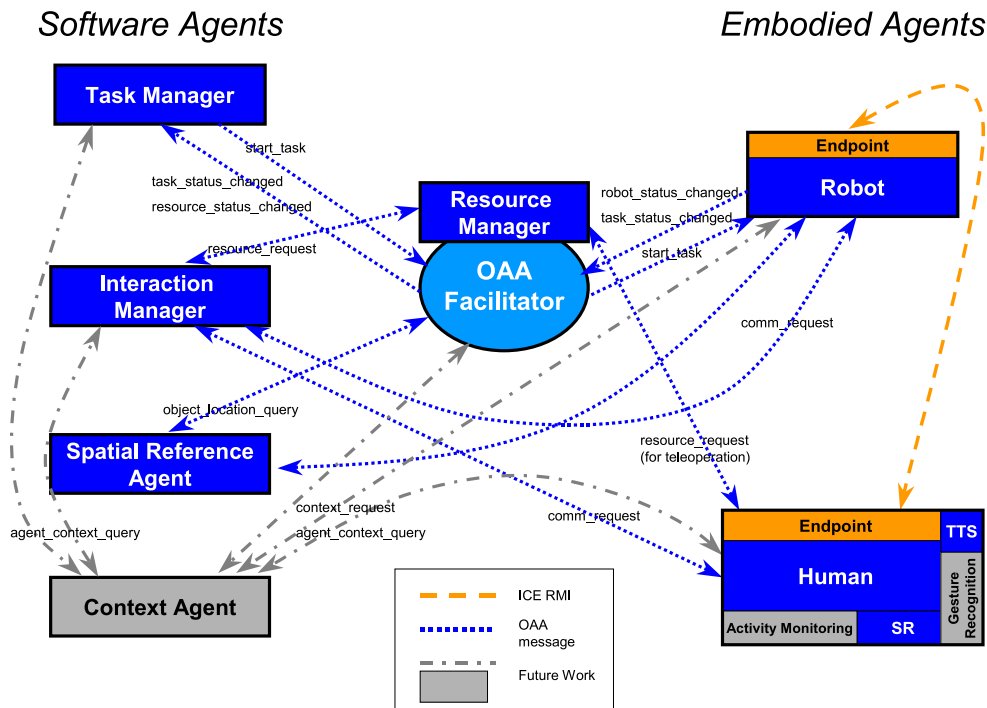 Software Agents
Embodied Agents
Task Manager
start_task
task_status_changed
resource_status_changed
resource_request
Resource
Manager
OAA
Facilitator
robot_status_changed
task_status_changed
start_task
Endpoint
Robot
Interaction
Manager
comm_request
object_location_query
Spatial Reference
Agent
resource_request
(for teleoperation)
context_request
agent_context_query
comm_request
agent_context_query
Context Agent
Endpoint
TTS
Human
Gesture
Recognition
Activity Monitoring
SR
ICE RMI
OAA
message
Future Work